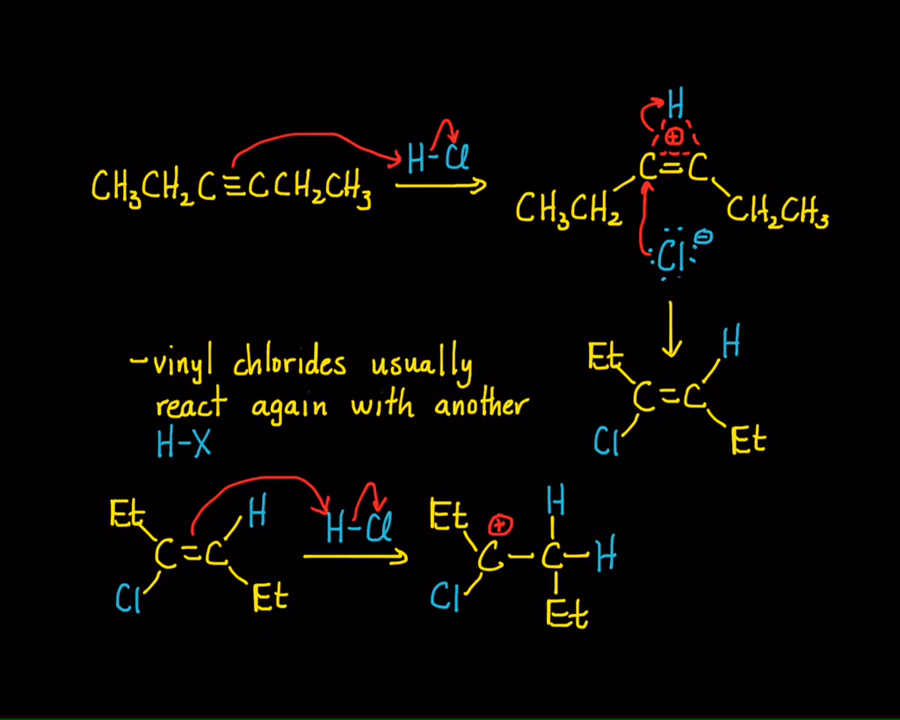 H
⊕
CH₃CH₂C≡CCH₂CH₃ H-Cl C=C
CH₃CH₂ CH₂CH₃
:Cl: ⊖
Et H
C=C
Cl Et
-vinyl chlorides usually
react again with another
H-X
Et H H-Cl Et ⊕ H
C=C C-C-H
Cl Et Cl Et